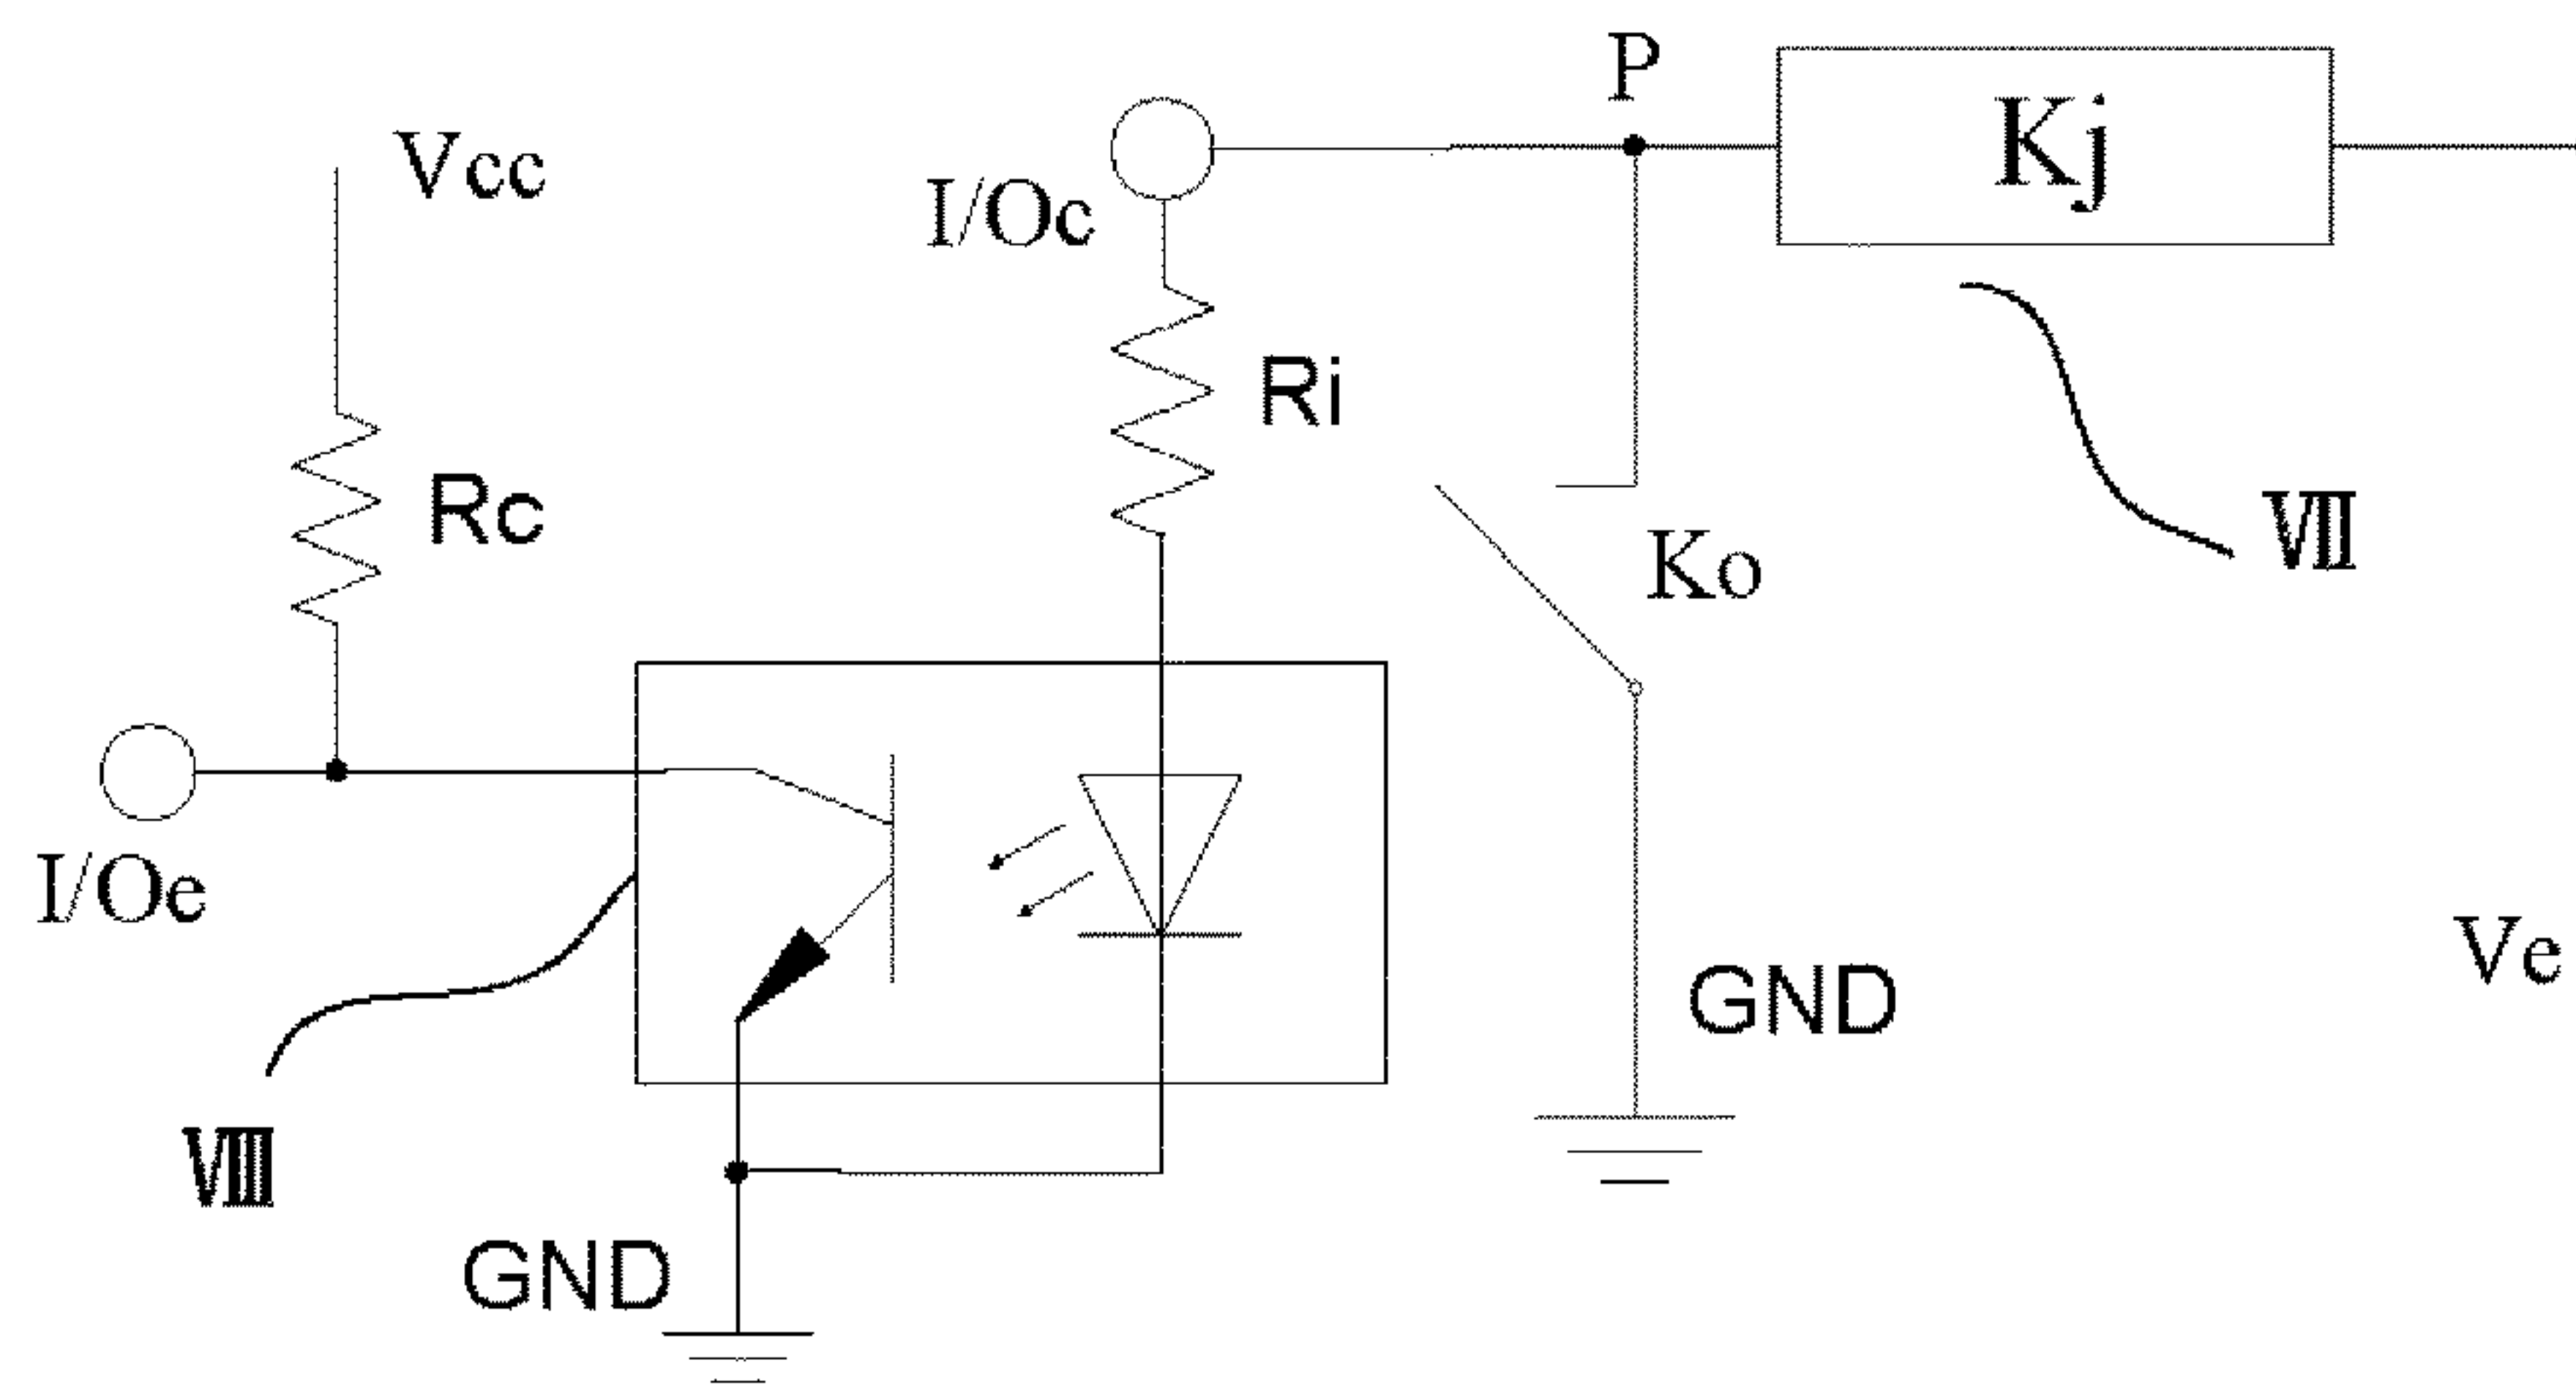 P
Kj
Vcc
I/Oc
Ri
Rc
Ko
Ⅶ
I/Oe
Ve
GND
Ⅷ
GND